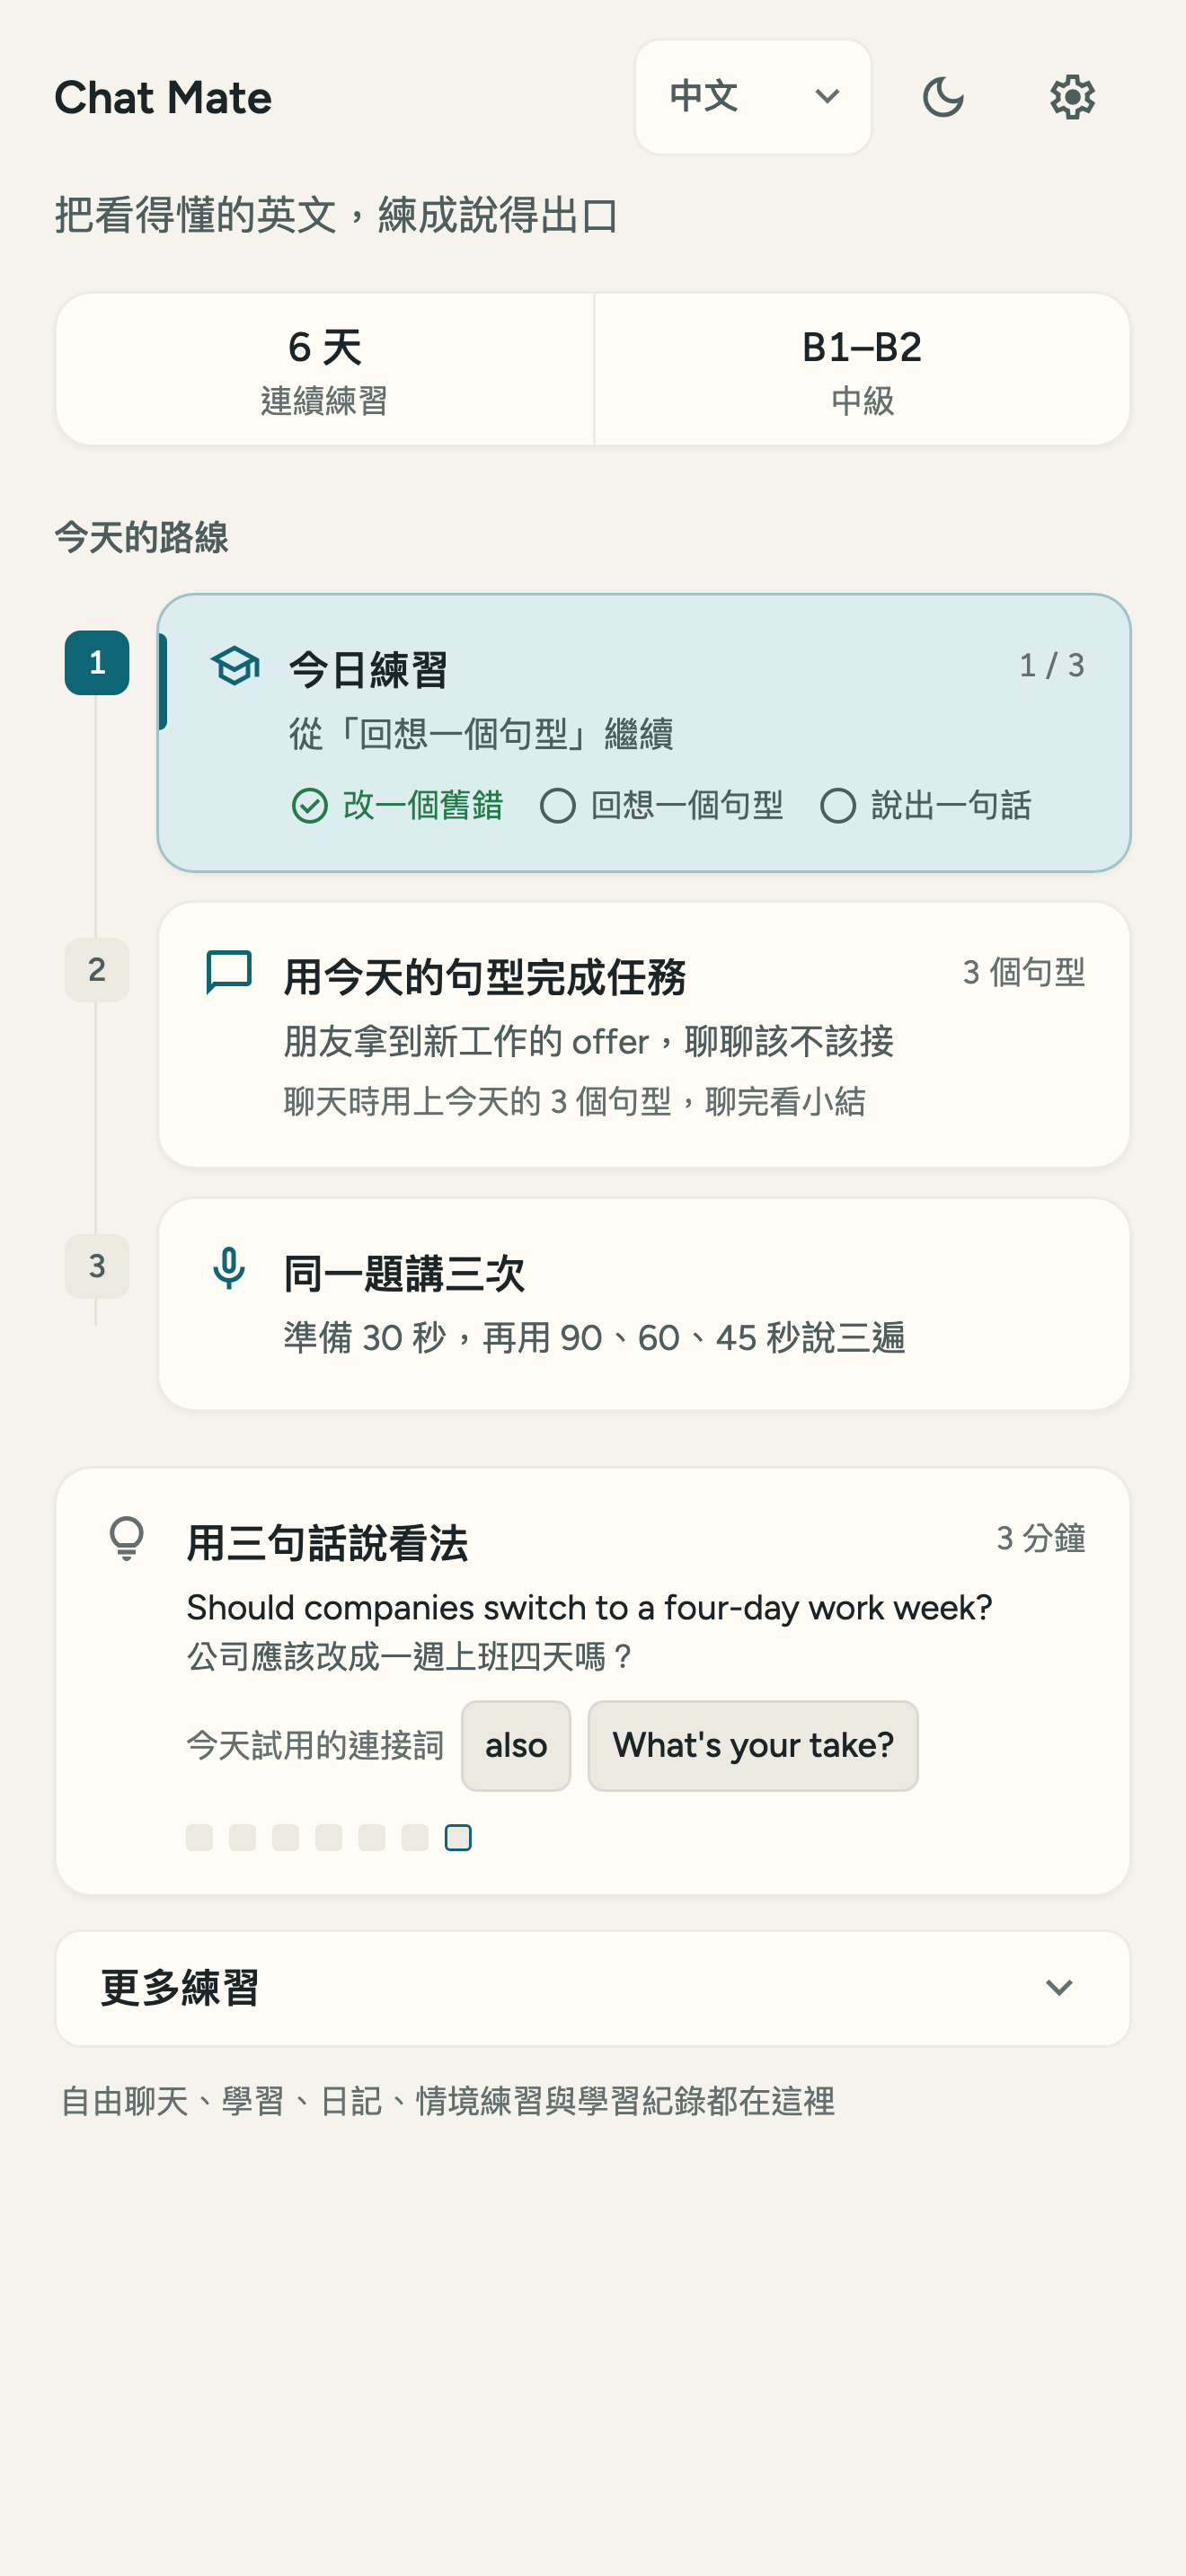 Chat Mate
中文
把看得懂的英文，練成說得出口
6 天
連續練習
B1–B2
中級
今天的路線
1
今日練習
1 / 3
從「回想一個句型」繼續
改一個舊錯 回想一個句型 說出一句話
2
用今天的句型完成任務
3 個句型
朋友拿到新工作的 offer，聊聊該不該接
聊天時用上今天的 3 個句型，聊完看小結
3
同一題講三次
準備 30 秒，再用 90、60、45 秒說三遍
用三句話說看法
3 分鐘
Should companies switch to a four-day work week?
公司應該改成一週上班四天嗎？
今天試用的連接詞 also What's your take?
更多練習
自由聊天、學習、日記、情境練習與學習紀錄都在這裡